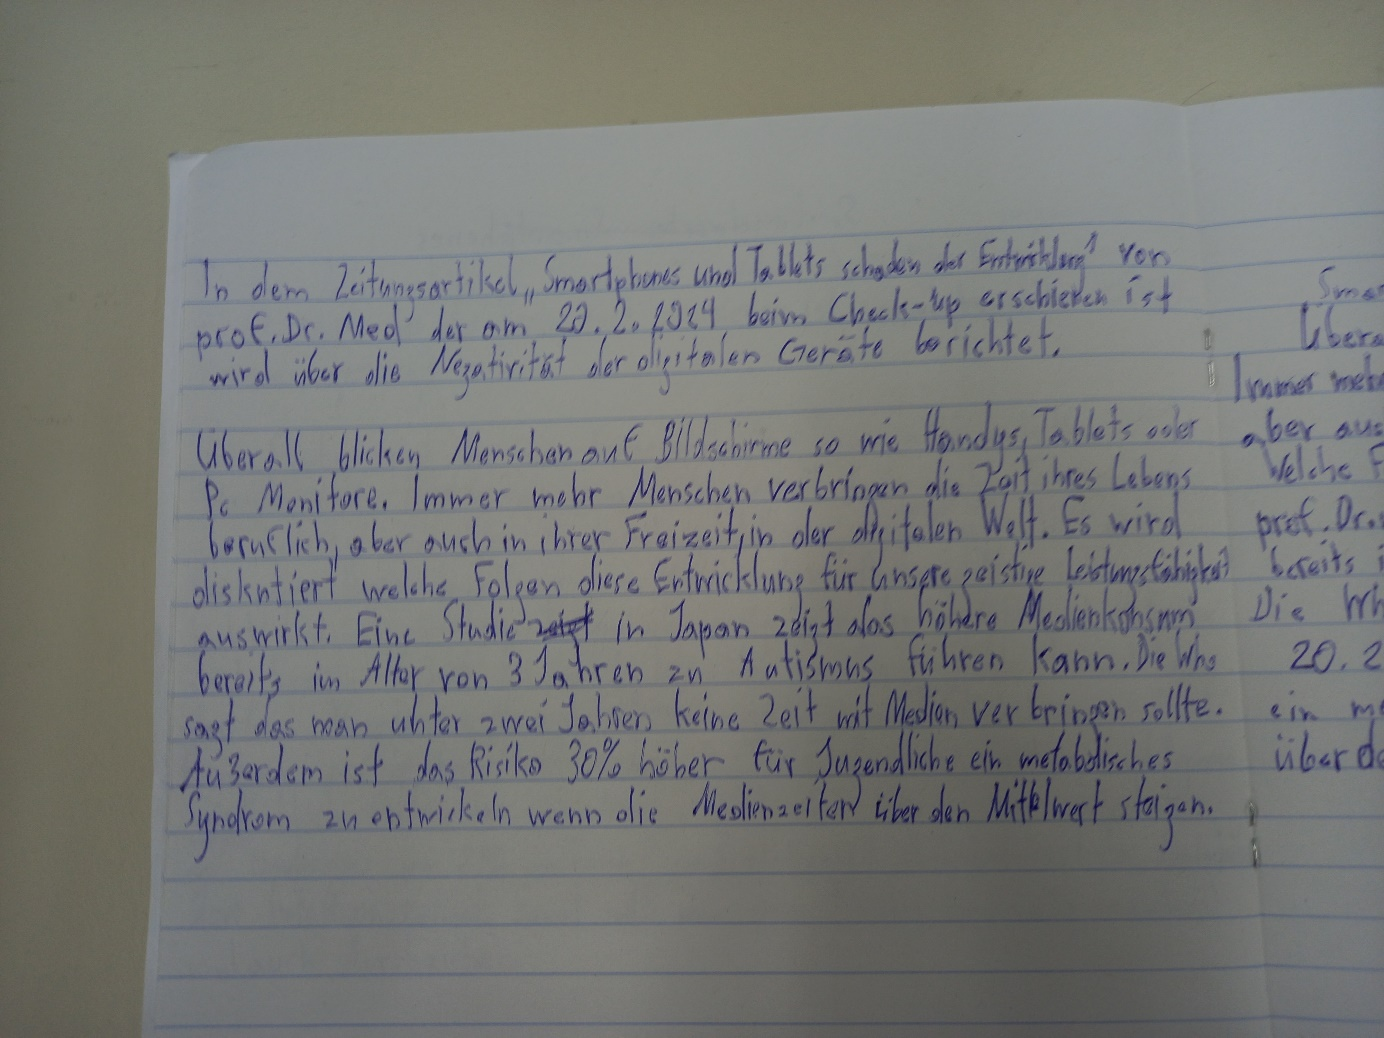 In dem Zeitungsartikel „Smartphones und Tablets schaden der Entwicklung" von
prof. Dr. Med der am 20.2.2024 beim Check-up erschienen ist
wird über die Negativität der digitalen Geräte berichtet.
Überall blicken Menschen auf Bildschirme so wie Handys, Tablets oder
Pc Monitore. Immer mehr Menschen verbringen die Zeit ihres Lebens
beruflich, aber auch in ihrer Freizeit, in der digitalen Welt. Es wird
diskutiert welche Folgen diese Entwicklung für unsere geistige Leistungsfähigkeit
auswirkt. Eine Studie in Japan zeigt das höhere Medienkonsum
bereits im Alter von 3 Jahren zu Autismus führen kann. Die Who
sagt das man unter zwei Jahren keine Zeit mit Medien verbringen sollte.
Außerdem ist das Risiko 30% höher für Jugendliche ein metabolisches
Syndrom zu entwickeln wenn die Medienzeiten über den Mittelwert steigen.
Immer
aber aus
Welche F
prof. Dr.
bereits i
Die
20.2
ein me
über de